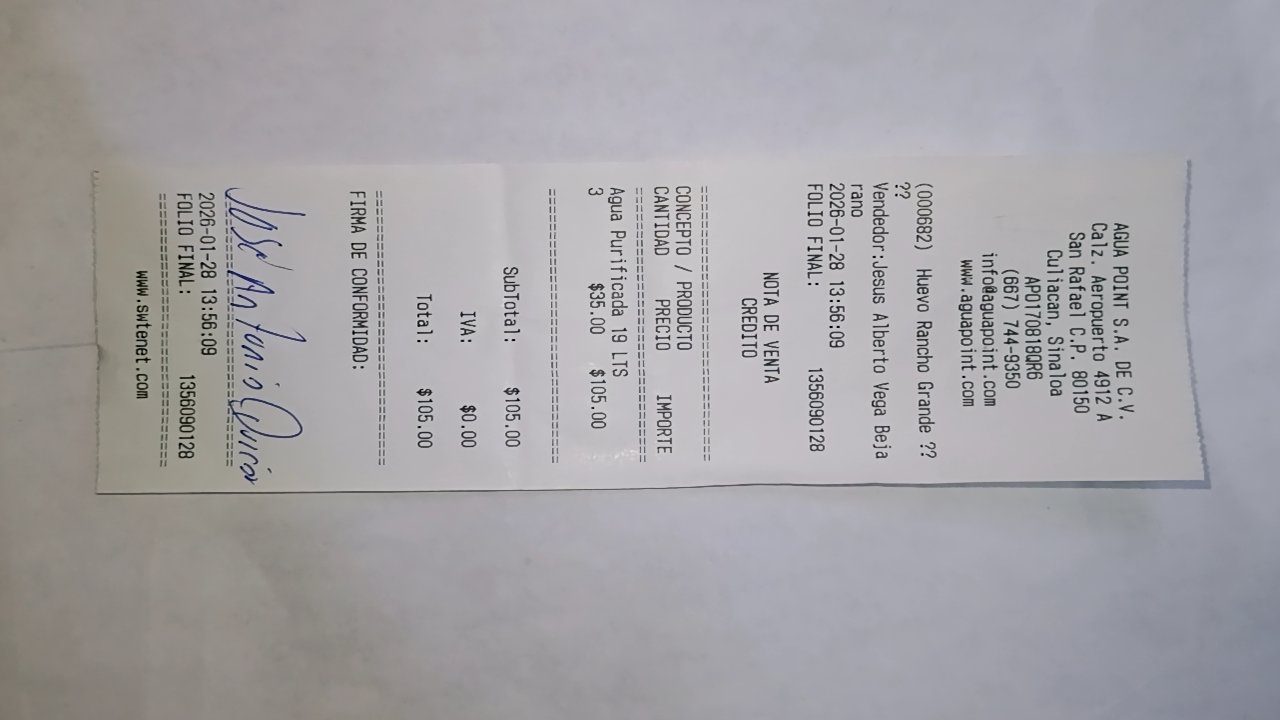 AGUA POINT S.A. DE C.V.
Calz. Aeropuerto 4912 A
San Rafael C.P. 80150
Culiacan, Sinaloa
APO170818QR6
(667) 744-9350
info@aguapoint.com
www.aguapoint.com
(000682) Huevo Rancho Grande ??
??
Vendedor:Jesus Alberto Vega Beja
rano
2026-01-28 13:56:09
FOLIO FINAL: 1356090128
NOTA DE VENTA
CREDITO
================================
CONCEPTO / PRODUCTO
CANTIDAD PRECIO IMPORTE
================================
Agua Purificada 19 LTS
3 $35.00 $105.00
================================
SubTotal: $105.00
IVA: $0.00
Total: $105.00
================================
FIRMA DE CONFORMIDAD:
Jose Antonio
================================
2026-01-28 13:56:09
FOLIO FINAL: 1356090128
================================
www.swtenet.com